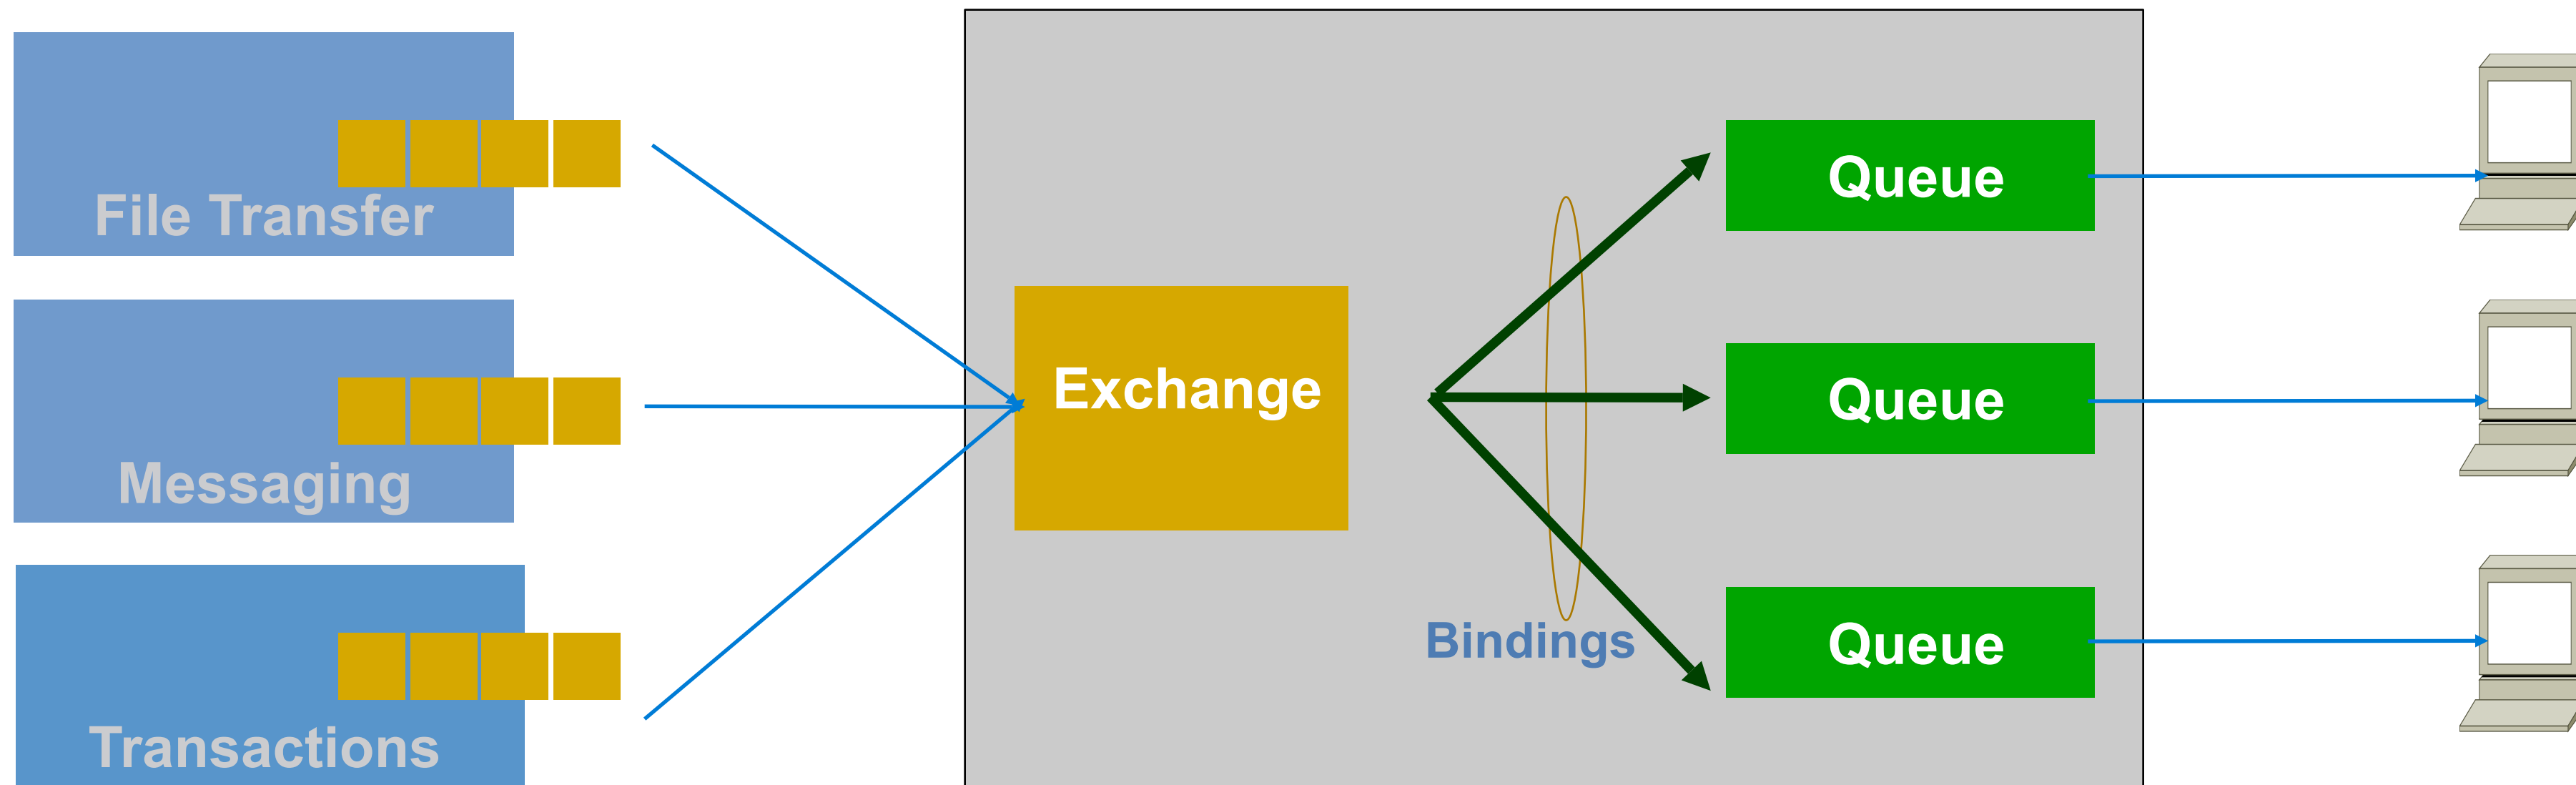 File Transfer
Messaging
Transactions
Exchange
Bindings
Queue
Queue
Queue